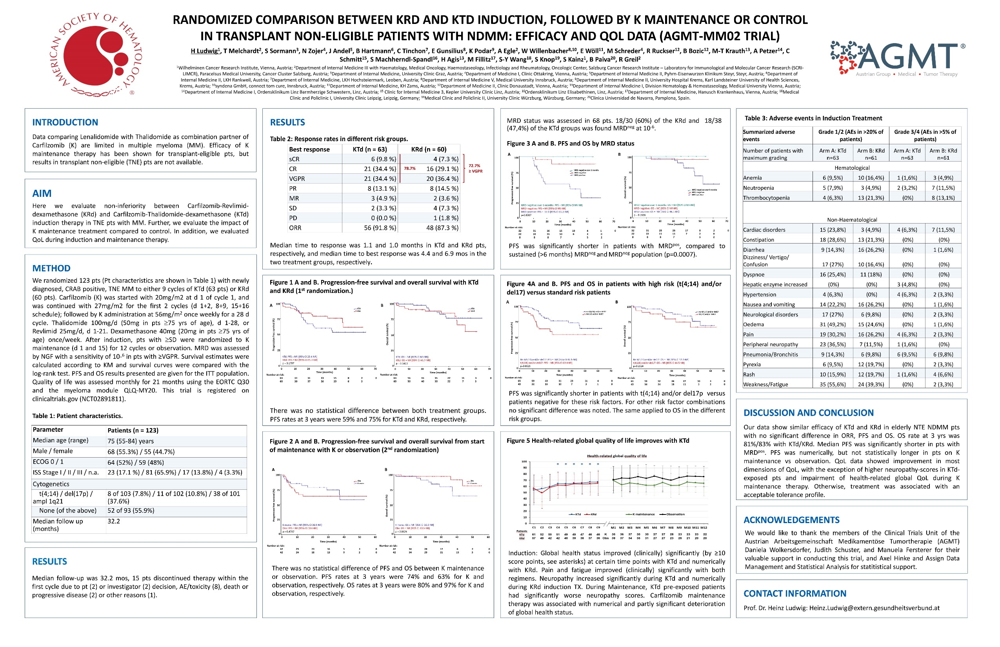 AMERICAN SOCIETY OF HEMATOLOGY ®
RANDOMIZED COMPARISON BETWEEN KRD AND KTD INDUCTION, FOLLOWED BY K MAINTENANCE OR CONTROL
IN TRANSPLANT NON-ELIGIBLE PATIENTS WITH NDMM: EFFICACY AND QOL DATA (AGMT-MM02 TRIAL)
H Ludwig¹, T Melchardt², S Sormann³, N Zojer⁴, J Andel⁵, B Hartmann⁶, C Tinchon⁷, E Gunsilius⁸, K Podar⁹, A Egle², W Willenbacher⁸,¹⁰, E Wöll¹¹, M Schreder⁴, R Ruckser¹², B Bozic¹², M-T Krauth¹³, A Petzer¹⁴, C
Schmitt¹⁵, S Machherndl-Spandl¹⁶, H Agis¹³, M Fillitz¹⁷, S-Y Wang¹⁸, S Knop¹⁹, S Kainz¹, B Paiva²⁰, R Greil²
¹Wilhelminen Cancer Research Institute, Vienna, Austria; ²Department of Internal Medicine III with Haematology, Medical Oncology, Haemostaseology, Infectiology and Rheumatology, Oncologic Center, Salzburg Cancer Research Institute – Laboratory for Immunological and Molecular Cancer Research (SCRI-
LIMCR), Paracelsus Medical University, Cancer Cluster Salzburg, Austria; ³Department of Internal Medicine, University Clinic Graz, Austria; ⁴Department of Medicine I, Clinic Ottakring, Vienna, Austria; ⁵Department of Internal Medicine II, Pyhrn-Eisenwurzen Klinikum Steyr, Steyr, Austria; ⁶Department of
Internal Medicine II, LKH Rankweil, Austria; ⁷Department of Internal Medicine, LKH Hochsteiermark, Leoben, Austria; ⁸Department of Internal Medicine V, Medical University Innsbruck, Austria; ⁹Department of Internal Medicine II, University Hospital Krems, Karl Landsteiner University of Health Sciences,
Krems, Austria; ¹⁰syndena GmbH, connect tom cure, Innsbruck, Austria; ¹¹Department of Internal Medicine, KH Zams, Austria; ¹²Department of Medicine II, Clinic Donaustadt, Vienna, Austria; ¹³Department of Internal Medicine I, Division Hematology & Hemostaseology, Medical University Vienna, Austria;
¹⁴Department of Internal Medicine I, Ordensklinikum Linz Barmherzige Schwestern, Linz, Austria; ¹⁵ Clinic for Internal Medicine 3, Kepler University Clinic Linz, Austria; ¹⁶Ordensklinikum Linz Elisabethinen, Linz, Austria; ¹⁷Department of Internal Medicine, Hanusch Krankenhaus, Vienna, Austria; ¹⁸Medical
Clinic and Policlinic I, University Clinic Leipzig, Leipzig, Germany; ¹⁹Medical Clinic and Policlinic II, University Clinic Würzburg, Würzburg, Germany; ²⁰Clinica Universidad de Navarra, Pamplona, Spain.
AGMT®
Austrian Group • Medical • Tumor Therapy
INTRODUCTION
Data comparing Lenalidomide with Thalidomide as combination partner of
Carfilzomib (K) are limited in multiple myeloma (MM). Efficacy of K
maintenance therapy has been shown for transplant-eligible pts, but
results in transplant non-eligible (TNE) pts are not available.
AIM
Here we evaluate non-inferiority between Carfilzomib-Revlimid-
dexamethasone (KRd) and Carfilzomib-Thalidomide-dexamethasone (KTd)
induction therapy in TNE pts with MM. Further, we evaluated the impact of
K maintenance treatment compared to control. In addition, we evaluated
QoL during induction and maintenance therapy.
METHOD
We randomized 123 pts (Pt characteristics are shown in Table 1) with newly
diagnosed, CRAB positive, TNE MM to either 9 cycles of KTd (63 pts) or KRd
(60 pts). Carfilzomib (K) was started with 20mg/m2 at d 1 of cycle 1, and
was continued with 27mg/m2 for the first 2 cycles (d 1+2, 8+9, 15+16
schedule); followed by K administration at 56mg/m² once weekly for a 28 d
cycle. Thalidomide 100mg/d (50mg in pts ≥75 yrs of age), d 1-28, or
Revlimid 25mg/d, d 1-21. Dexamethasone 40mg (20mg in pts ≥75 yrs of
age) once/week. After induction, pts with ≥SD were randomized to K
maintenance (d 1 and 15) for 12 cycles or observation. MRD was assessed
by NGF with a sensitivity of 10⁻⁶ in pts with ≥VGPR. Survival estimates were
calculated according to KM and survival curves were compared with the
log-rank test. PFS and OS results presented are given for the ITT population.
Quality of life was assessed monthly for 21 months using the EORTC Q30
and the myeloma module QLQ-MY20. This trial is registered on
clinicaltrials.gov (NCT02891811).
Table 1: Patient characteristics.
Parameter Patients (n = 123)
Median age (range) 75 (55-84) years
Male / female 68 (55.3%) / 55 (44.7%)
ECOG 0 / 1 64 (52%) / 59 (48%)
ISS Stage I / II / III / n.a. 23 (17.1 %) / 81 (65.9%) / 17 (13.8%) / 4 (3.3%)
Cytogenetics
t(4;14) / del(17p) / 8 of 103 (7.8%) / 11 of 102 (10.8%) / 38 of 101
ampl 1q21 (37.6%)
None (of the above) 52 of 93 (55.9%)
Median follow up 32.2
(months)
RESULTS
Median follow-up was 32.2 mos, 15 pts discontinued therapy within the
first cycle due to pt (2) or investigator (2) decision, AE/toxicity (8), death or
progressive disease (2) or other reasons (1).
RESULTS
Table 2: Response rates in different risk groups.
Best response KTd (n = 63) KRd (n = 60)
sCR 6 (9.8 %) 4 (7.3 %)
CR 21 (34.4 %) 78.7% 16 (29.1 %) 72.7%
≥ VGPR
VGPR 21 (34.4 %) 20 (36.4 %)
PR 8 (13.1 %) 8 (14.5 %)
MR 3 (4.9 %) 2 (3.6 %)
SD 2 (3.3 %) 4 (7.3 %)
PD 0 (0.0 %) 1 (1.8 %)
ORR 56 (91.8 %) 48 (87.3 %)
Median time to response was 1.1 and 1.0 months in KTd and KRd pts,
respectively, and median time to best response was 4.4 and 6.9 mos in the
two treatment groups, respectively.
Figure 1 A and B. Progression-free survival and overall survival with KTd
and KRd (1st randomization.)
A
B
Progression free survival (%)
Overall survival (%)
p = 0.1797
Time (months)
Number at risk:
There was no statistical difference between both treatment groups.
PFS rates at 3 years were 59% and 75% for KTd and KRd, respectively.
Figure 2 A and B. Progression-free survival and overall survival from start
of maintenance with K or observation (2nd randomization)
A
B
Progression free survival (%)
Overall survival (%)
p = 0.4767
p = 0.0624
Time (months)
Number at risk:
There was no statistical difference of PFS and OS between K maintenance
or observation. PFS rates at 3 years were 74% and 63% for K and
observation, respectively. OS rates at 3 years were 80% and 97% for K and
observation, respectively.
MRD status was assessed in 68 pts. 18/30 (60%) of the KRd and 18/38
(47,4%) of the KTd groups was found MRDneg at 10⁻⁶.
Figure 3 A and B. PFS and OS by MRD status
A
B
Progression free survival (%)
Overall survival (%)
MRD negative over 6 months
MRD negative
MRD positive
p=0.0007
Time (months)
Number at risk:
PFS was significantly shorter in patients with MRDpos, compared to
sustained (>6 months) MRDneg and MRDneg population (p=0.0007).
Figure 4A and B. PFS and OS in patients with high risk (t(4;14) and/or
del17) versus standard risk patients
A
B
Progression free survival (%)
Overall survival (%)
Time (months)
Number at risk:
PFS was significantly shorter in patients with t(4;14) and/or del17p versus
patients negative for these risk factors. For other risk factor combinations
no significant difference was noted. The same applied to OS in the different
risk groups.
Figure 5 Health-related global quality of life improves with KTd
Health-related global quality of life
100
90
80
70
60
50
40
30
20
10
0
* * * * * *
KTd KRd K maintenance Observation
C1 C2 C3 C4 C5 C6 C7 C8 C9 M1 M2 M3 M4 M5 M6 M7 M8 M9 M10 M11 M12
Patients
KTd 61 52 50 51 49 49 47 46 46 K 35 36 37 30 30 27 27 28 23 23 23 22
KRd 57 49 42 42 40 39 38 37 36 Obs 38 37 34 35 31 27 27 23 26 21 20 20
Induction: Global health status improved (clinically) significantly (by ≥10
score points, see asterisks) at certain time points with KTd and numerically
with KRd. Pain and fatigue improved (clinically) significantly with both
regimens. Neuropathy increased significantly during KTd and numerically
during KRd induction TX. During Maintenance, KTd pre-exposed patients
had significantly worse neuropathy scores. Carfilzomib maintenance
therapy was associated with numerical and partly significant deterioration
of global health status.
Table 3: Adverse events in Induction Treatment
Summarized adverse events Grade 1/2 (AEs in >20% of patients) Grade 3/4 (AEs in >5% of patients)
Number of patients with maximum grading Arm A: KTd n=63 Arm B: KRd n=61 Arm A: KTd n=63 Arm B: KRd n=61
Hematological
Anemia 6 (9,5%) 10 (16,4%) 1 (1,6%) 3 (4,9%)
Neutropenia 5 (7,9%) 3 (4,9%) 2 (3,2%) 7 (11,5%)
Thrombocytopenia 4 (6,3%) 13 (21,3%) (0%) 8 (13,1%)
Non-Haematological
Cardiac disorders 15 (23,8%) 3 (4,9%) 4 (6,3%) 7 (11,5%)
Constipation 18 (28,6%) 13 (21,3%) (0%) (0%)
Diarrhea 9 (14,3%) 16 (26,2%) (0%) 1 (1,6%)
Dizziness/ Vertigo/
Confusion 17 (27%) 10 (16,4%) (0%) (0%)
Dyspnoe 16 (25,4%) 11 (18%) (0%) (0%)
Hepatic enzyme increased (0%) (0%) 3 (4,8%) (0%)
Hypertension 4 (6,3%) (0%) 4 (6,3%) 2 (3,3%)
Nausea and vomiting 14 (22,2%) 16 (26,2%) (0%) 1 (1,6%)
Neurological disorders 17 (27%) 6 (9,8%) (0%) 2 (3,3%)
Oedema 31 (49,2%) 15 (24,6%) (0%) 1 (1,6%)
Pain 19 (30,2%) 16 (26,2%) 4 (6,3%) 2 (3,3%)
Peripheral neuropathy 23 (36,5%) 7 (11,5%) 1 (1,6%) (0%)
Pneumonia/Bronchitis 9 (14,3%) 6 (9,8%) 6 (9,5%) 6 (9,8%)
Pyrexia 6 (9,5%) 12 (19,7%) (0%) 2 (3,3%)
Rash 10 (15,9%) 12 (19,7%) 1 (1,6%) 4 (6,6%)
Weakness/Fatigue 35 (55,6%) 24 (39,3%) (0%) 2 (3,3%)
DISCUSSION AND CONCLUSION
Our data show similar efficacy of KTd and KRd in elderly NTE NDMM pts
with no significant difference in ORR, PFS and OS. OS rate at 3 yrs was
81%/83% with KTd/KRd. Median PFS was significantly shorter in pts with
MRDpos. PFS was numerically, but not statistically longer in pts on K
maintenance vs observation. QoL data showed improvement in most
dimensions of QoL, with the exception of higher neuropathy-scores in KTd-
exposed pts and impairment of health-related global QoL during K
maintenance therapy. Otherwise, treatment was associated with an
acceptable tolerance profile.
ACKNOWLEDGEMENTS
We would like to thank the members of the Clinical Trials Unit of the
Austrian Arbeitsgemeinschaft Medikamentöse Tumortherapie (AGMT)
Daniela Wolkersdorfer, Judith Schuster, and Manuela Fersterer for their
valuable support in conducting this trial, and Axel Hinke and Assign Data
Management and Statistical Analysis for statitistical support.
CONTACT INFORMATION
Prof. Dr. Heinz Ludwig: Heinz.Ludwig@extern.gesundheitsverbund.at